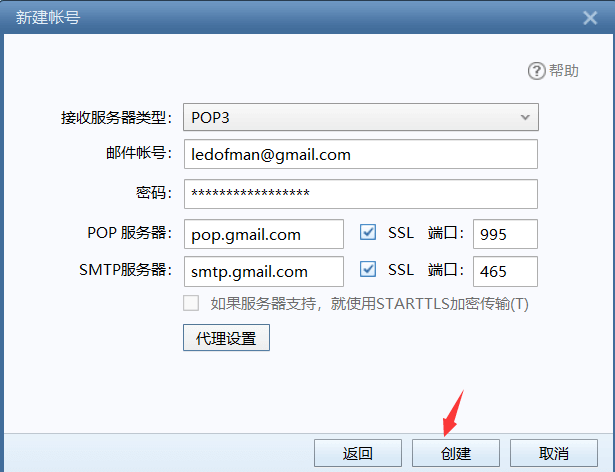 新建帐号
? 帮助
接收服务器类型: POP3
邮件帐号: ledofman@gmail.com
密码: *****************
POP 服务器: pop.gmail.com SSL 端口: 995
SMTP服务器: smtp.gmail.com SSL 端口: 465
如果服务器支持，就使用STARTTLS加密传输(T)
代理设置
返回 创建 取消